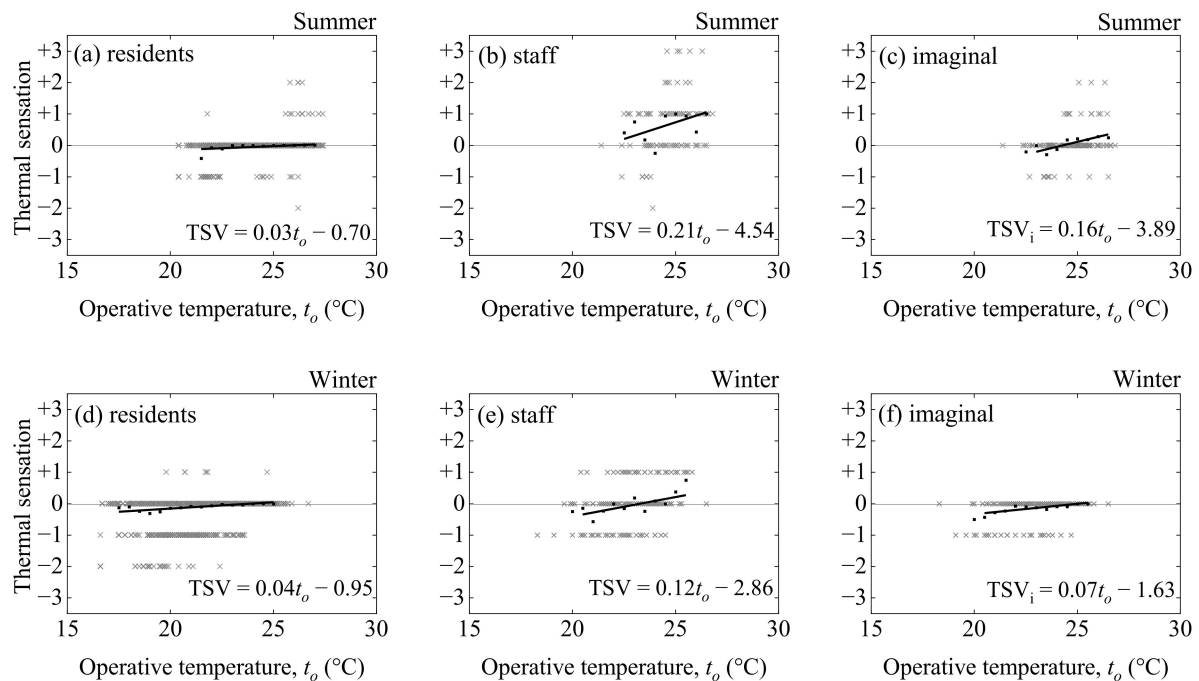 Summer
(a) residents
Thermal sensation
+3
+2
+1
0
−1
−2
−3
TSV = 0.03tₒ − 0.70
15 20 25 30
Operative temperature, tₒ (°C)
Summer
(b) staff
+3
+2
+1
0
−1
−2
−3
TSV = 0.21tₒ − 4.54
15 20 25 30
Operative temperature, tₒ (°C)
Summer
(c) imaginal
+3
+2
+1
0
−1
−2
−3
TSVᵢ = 0.16tₒ − 3.89
15 20 25 30
Operative temperature, tₒ (°C)
Winter
(d) residents
Thermal sensation
+3
+2
+1
0
−1
−2
−3
TSV = 0.04tₒ − 0.95
15 20 25 30
Operative temperature, tₒ (°C)
Winter
(e) staff
+3
+2
+1
0
−1
−2
−3
TSV = 0.12tₒ − 2.86
15 20 25 30
Operative temperature, tₒ (°C)
Winter
(f) imaginal
+3
+2
+1
0
−1
−2
−3
TSVᵢ = 0.07tₒ − 1.63
15 20 25 30
Operative temperature, tₒ (°C)